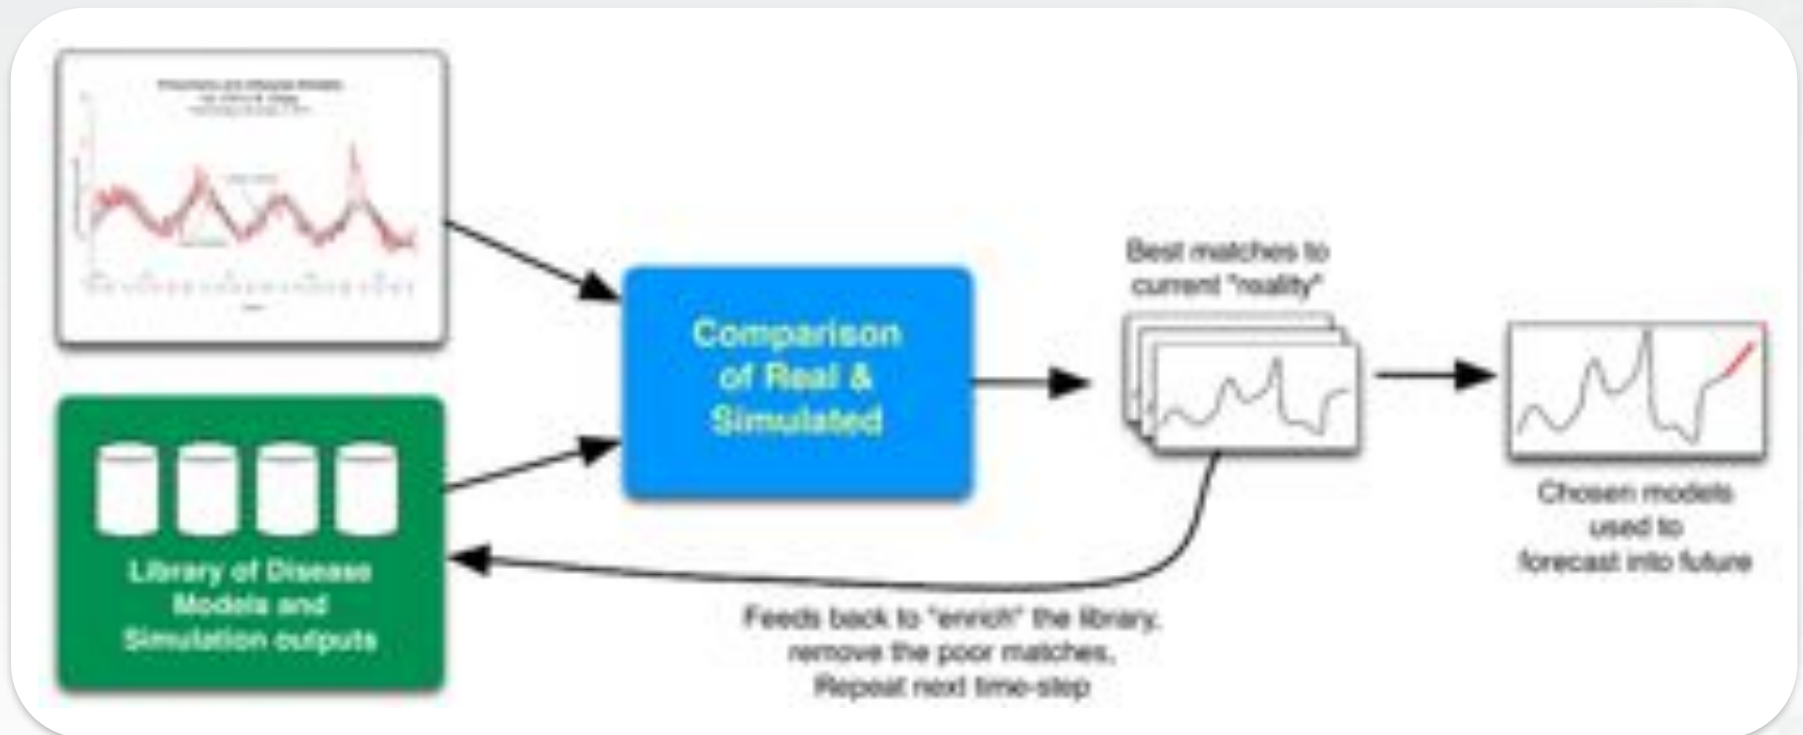 Comparison
of Real &
Simulated
Best matches to
current "reality"
Library of Disease
Models and
Simulation outputs
Chosen models
used to
forecast into future
Feeds back to "enrich" the library,
remove the poor matches,
Repeat next time-step